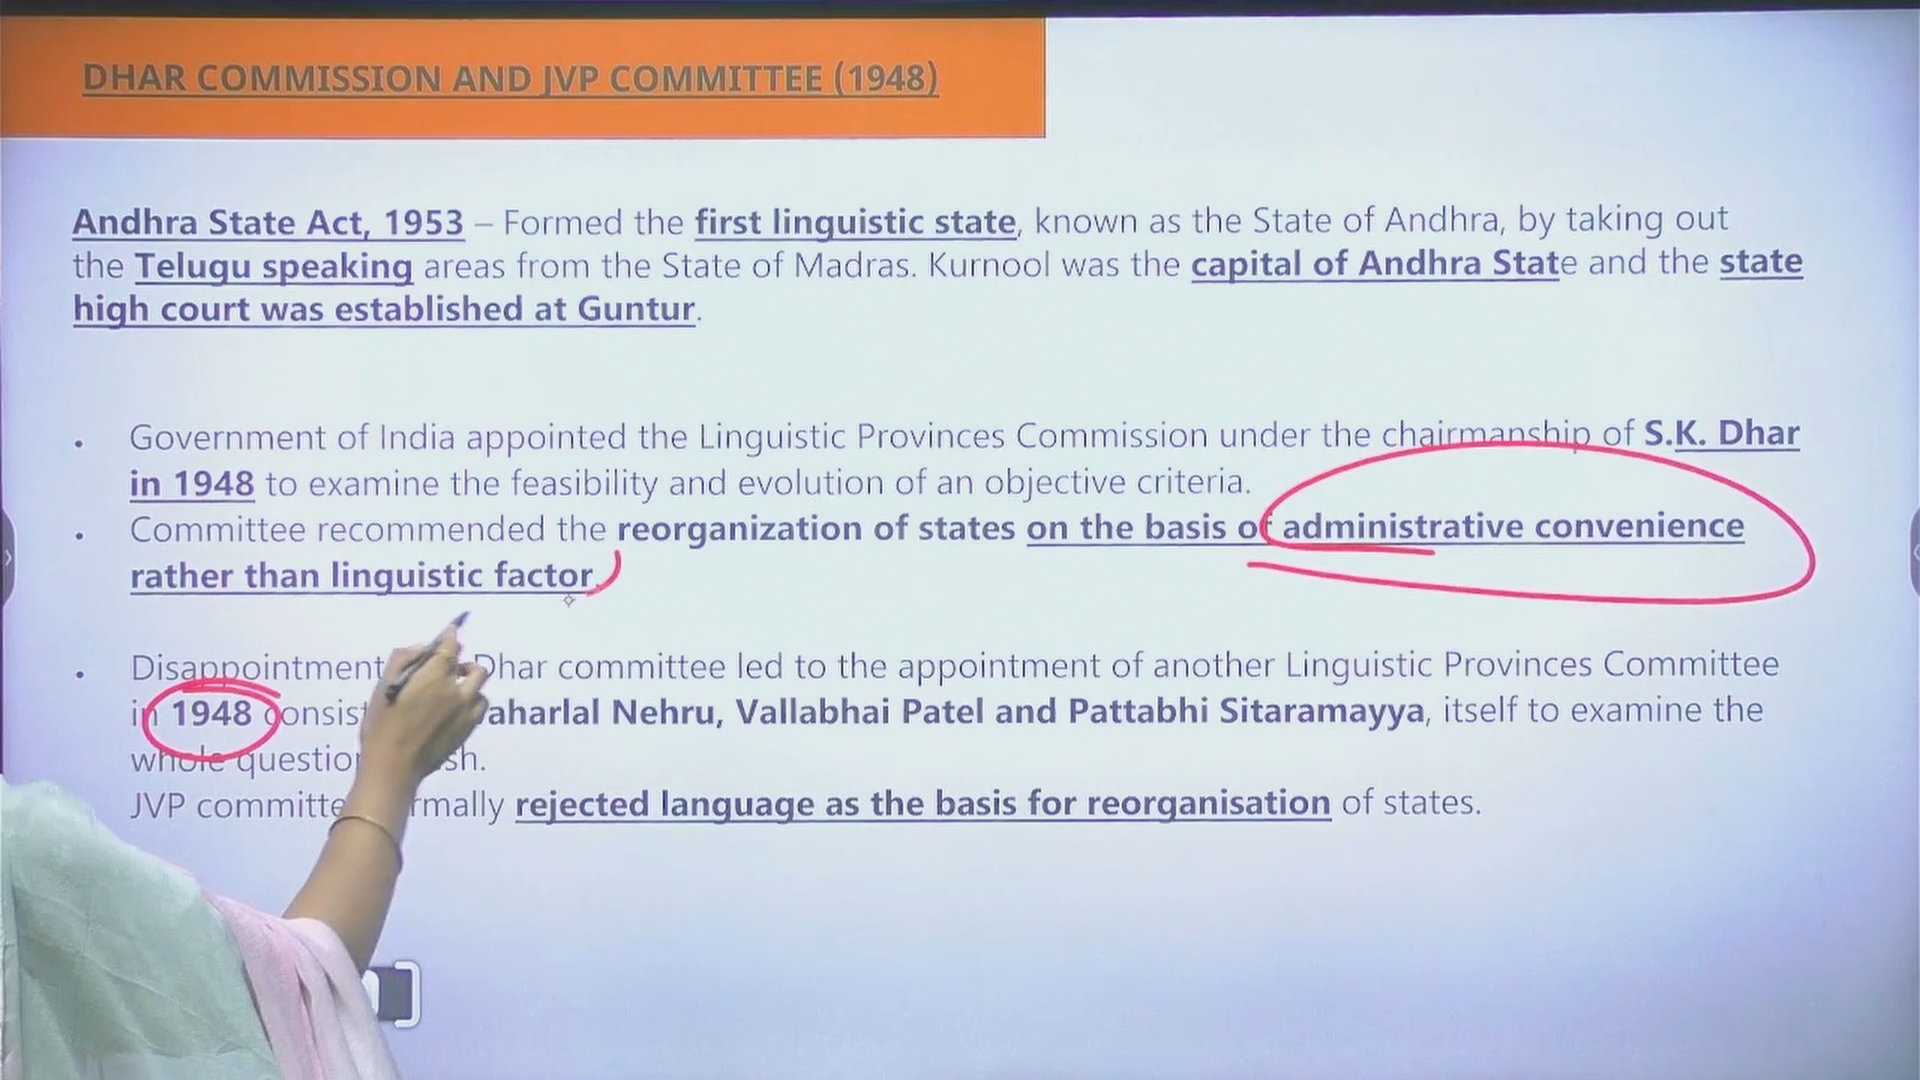 DHAR COMMISSION AND JVP COMMITTEE (1948)
Andhra State Act, 1953 – Formed the first linguistic state, known as the State of Andhra, by taking out
the Telugu speaking areas from the State of Madras. Kurnool was the capital of Andhra State and the state
high court was established at Guntur.
• Government of India appointed the Linguistic Provinces Commission under the chairmanship of S.K. Dhar
in 1948 to examine the feasibility and evolution of an objective criteria.
• Committee recommended the reorganization of states on the basis of administrative convenience
rather than linguistic factor.
• Disappointment Dhar committee led to the appointment of another Linguistic Provinces Committee
in 1948 consist aharlal Nehru, Vallabhai Patel and Pattabhi Sitaramayya, itself to examine the
whole question sh.
JVP committe rmally rejected language as the basis for reorganisation of states.